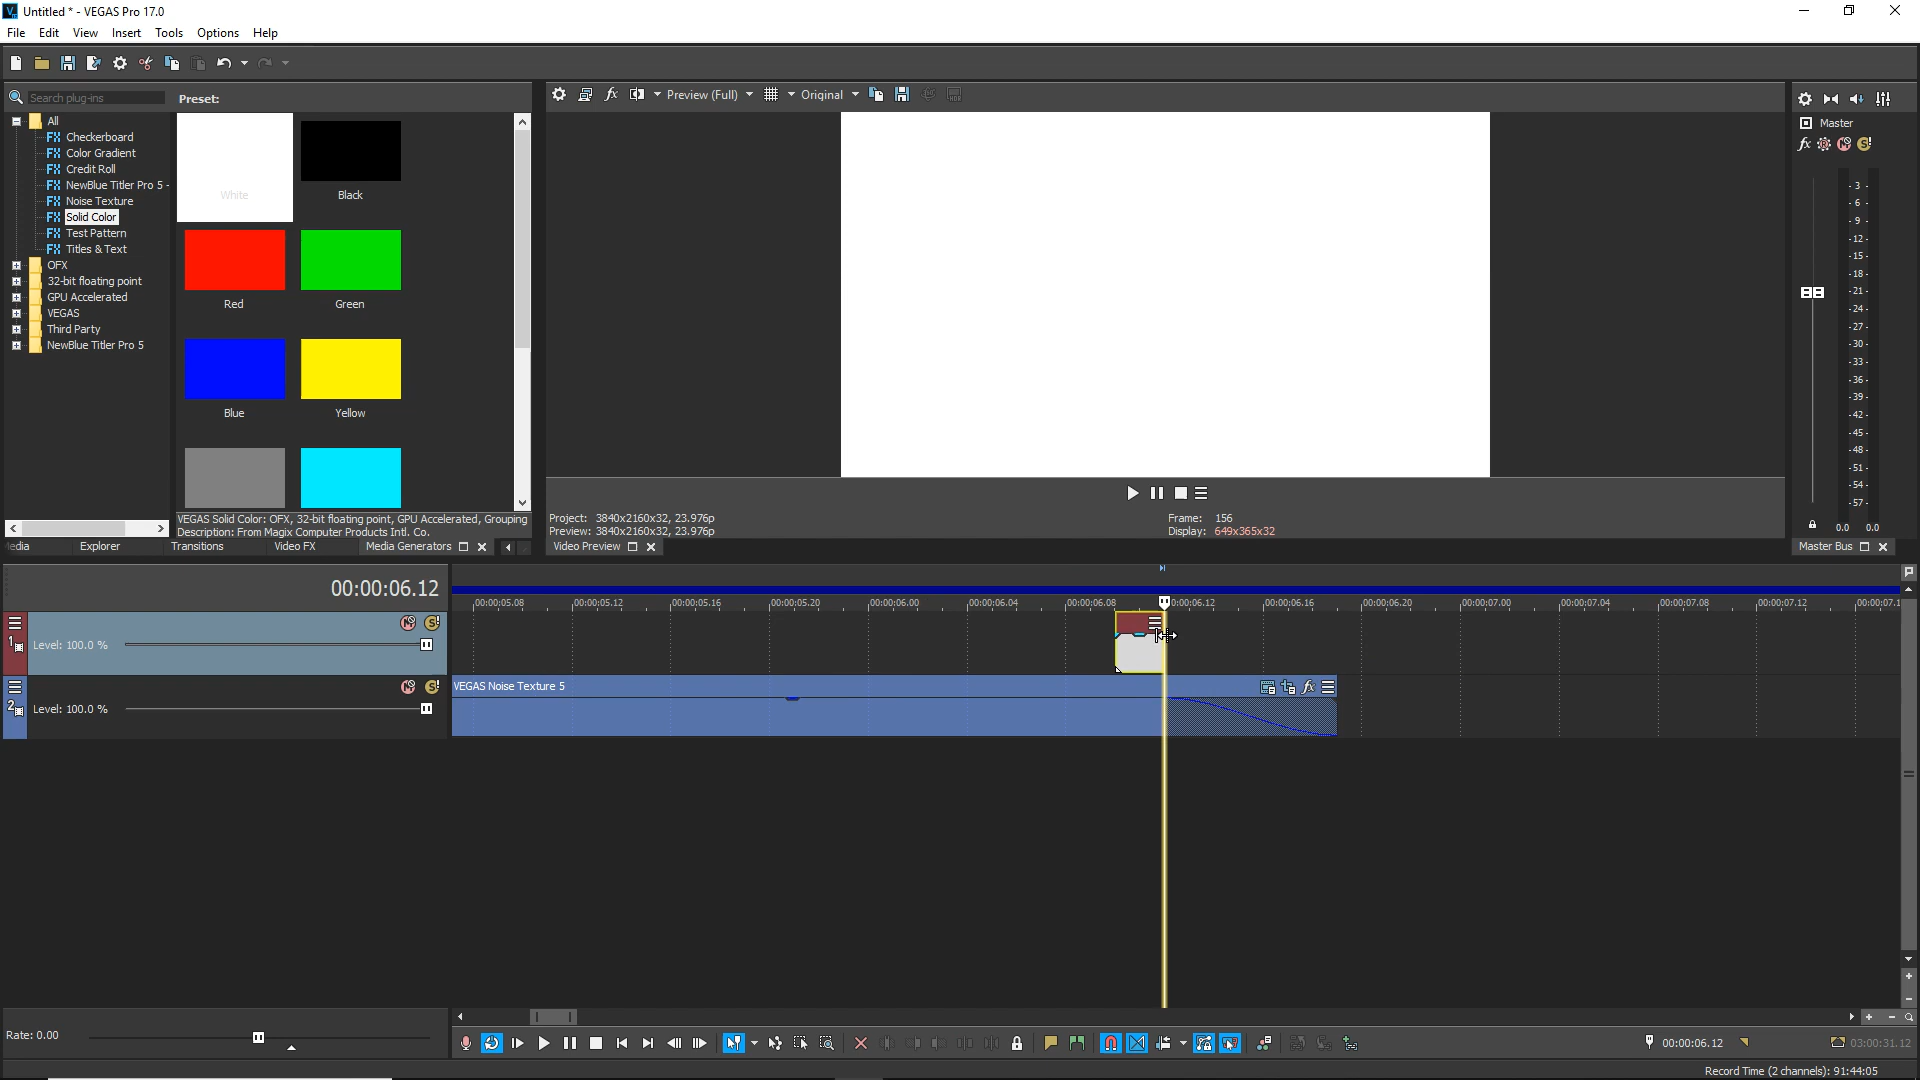 Untitled * - VEGAS Pro 17.0
File Edit View Insert Tools Options Help
Search plug-ins
Preset:
Preview (Full)
Original
All
Checkerboard
Color Gradient
Credit Roll
NewBlue Titler Pro 5 -
Noise Texture
Solid Color
Test Pattern
Titles & Text
OFX
32-bit floating point
GPU Accelerated
VEGAS
Third Party
NewBlue Titler Pro 5
White
Black
Red
Green
Blue
Yellow
VEGAS Solid Color: OFX, 32-bit floating point, GPU Accelerated, Grouping
Description: From Magix Computer Products Intl. Co.
edia Explorer Transitions Video FX Media Generators
Project: 3840x2160x32, 23.976p
Preview: 3840x2160x32, 23.976p
Frame: 156
Display: 649x365x32
Video Preview
Master
-3-
-6-
-9-
-12-
-15-
-18-
-21-
-24-
-27-
-30-
-33-
-36-
-39-
-42-
-45-
-48-
-51-
-54-
-57-
0.0 0.0
Master Bus
00:00:06.12
00:00:05.08 00:00:05.12 00:00:05.16 00:00:05.20 00:00:06.00 00:00:06.04 00:00:06.08 00:00:06.12 00:00:06.16 00:00:06.20 00:00:07.00 00:00:07.04 00:00:07.08 00:00:07.12 00:00:07.1
1
Level: 100.0 %
2
Level: 100.0 %
VEGAS Noise Texture 5
fx
Rate: 0.00
00:00:06.12
03:00:31.12
Record Time (2 channels): 91:44:05